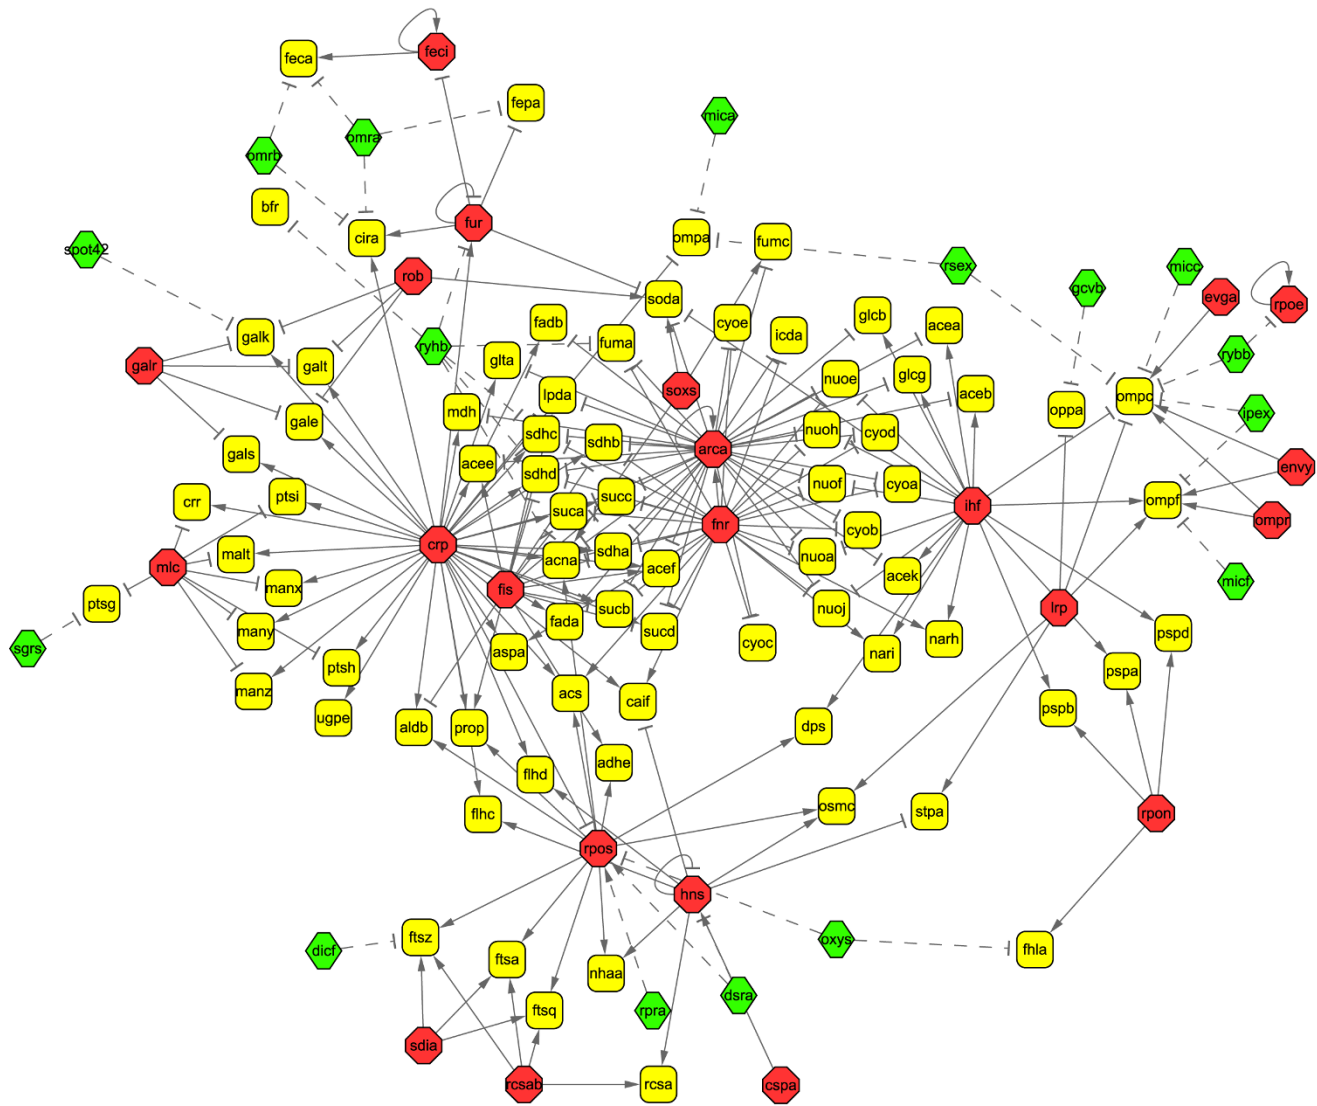 feci
feca
fepa
mica
omra
omrb
bfr
fur
ompa
fumc
cira
spot42
rsex
micc
rob
gcvb
evga
rpoe
soda
fadb
cyoe
glcb
acea
galk
icda
ryhb
fuma
rybb
glta
galt
galr
nuoe
glcg
soxs
aceb
lpda
ompc
oppa
ipex
mdh
gale
sdhc
nuoh
cyod
sdhb
arca
gals
acee
envy
sdhd
nuof
cyoa
ptsi
succ
crr
ompf
ihf
suca
fnr
ompr
cyob
crp
sdha
malt
nuoa
acna
mlc
acef
acek
micf
manx
fis
ptsg
nuoj
sucb
lrp
fada
many
sucd
pspd
narh
cyoc
sgrs
aspa
nari
ptsh
pspa
manz
acs
caif
pspb
ugpe
aldb
prop
dps
adhe
flhd
osmc
stpa
flhc
rpon
rpos
hns
ftsz
oxys
dicf
fhla
ftsa
nhaa
dsra
ftsq
rpra
sdia
rcsab
rcsa
cspa